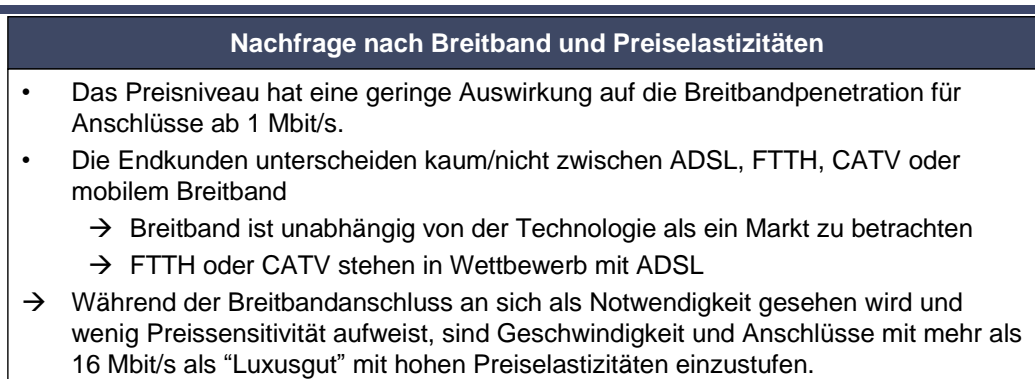 Nachfrage nach Breitband und Preiselastizitäten
• Das Preisniveau hat eine geringe Auswirkung auf die Breitbandpenetration für
Anschlüsse ab 1 Mbit/s.
• Die Endkunden unterscheiden kaum/nicht zwischen ADSL, FTTH, CATV oder
mobilem Breitband
→ Breitband ist unabhängig von der Technologie als ein Markt zu betrachten
→ FTTH oder CATV stehen in Wettbewerb mit ADSL
→ Während der Breitbandanschluss an sich als Notwendigkeit gesehen wird und
wenig Preissensitivität aufweist, sind Geschwindigkeit und Anschlüsse mit mehr als
16 Mbit/s als “Luxusgut” mit hohen Preiselastizitäten einzustufen.